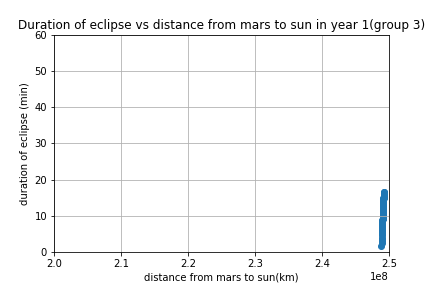 Duration of eclipse vs distance from mars to sun in year 1(group 3)
60
50
40
30
20
10
0
duration of eclipse (min)
2.0 2.1 2.2 2.3 2.4 2.5
1e8
distance from mars to sun(km)